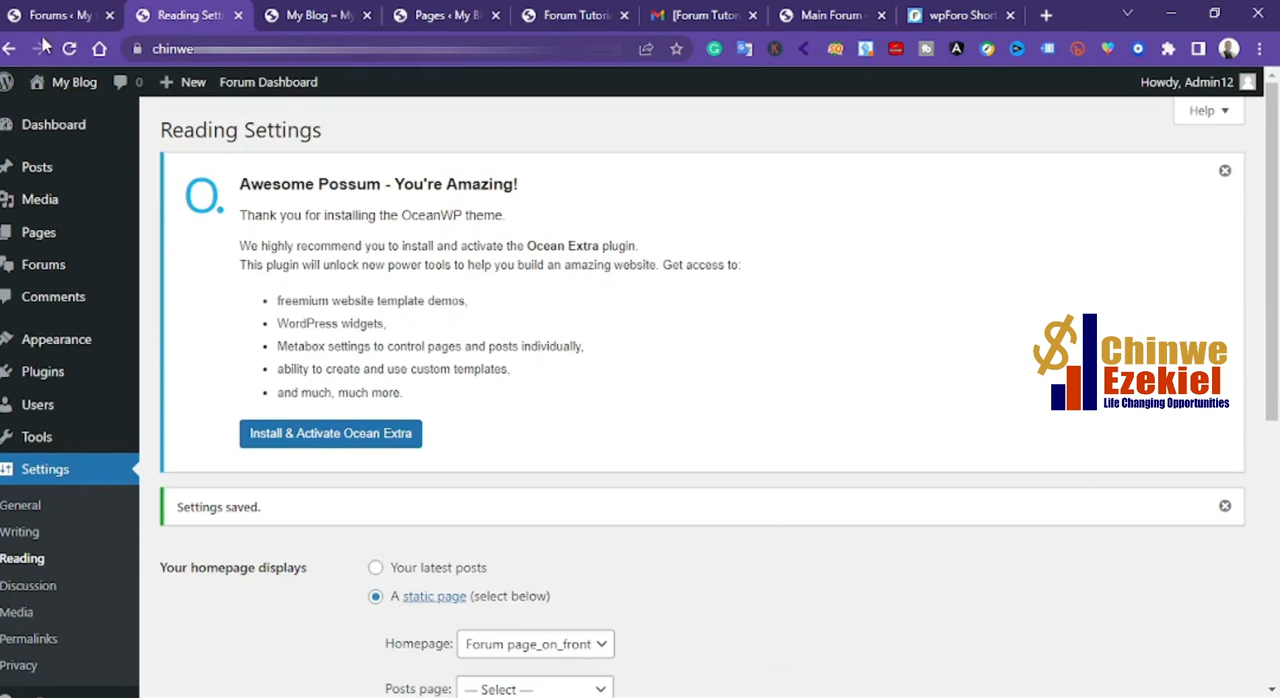 Forums ‹ My
Reading Setti
My Blog – M
Pages ‹ My B
Forum Tutori
[Forum Tutor
Main Forum
wpForo Short
chinwe
My Blog
0
New
Forum Dashboard
Howdy, Admin12
Help
Dashboard
Posts
Media
Pages
Forums
Comments
Appearance
Plugins
Users
Tools
Settings
General
Writing
Reading
Discussion
Media
Permalinks
Privacy
Reading Settings
O.
Awesome Possum - You're Amazing!
Thank you for installing the OceanWP theme.
We highly recommend you to install and activate the Ocean Extra plugin.
This plugin will unlock new power tools to help you build an amazing website. Get access to:
freemium website template demos,
WordPress widgets,
Metabox settings to control pages and posts individually,
ability to create and use custom templates,
and much, much more.
Install & Activate Ocean Extra
Chinwe
Ezekiel
Life Changing Opportunities
Settings saved.
Your homepage displays
Your latest posts
A static page (select below)
Homepage: Forum page_on_front
Posts page: — Select —